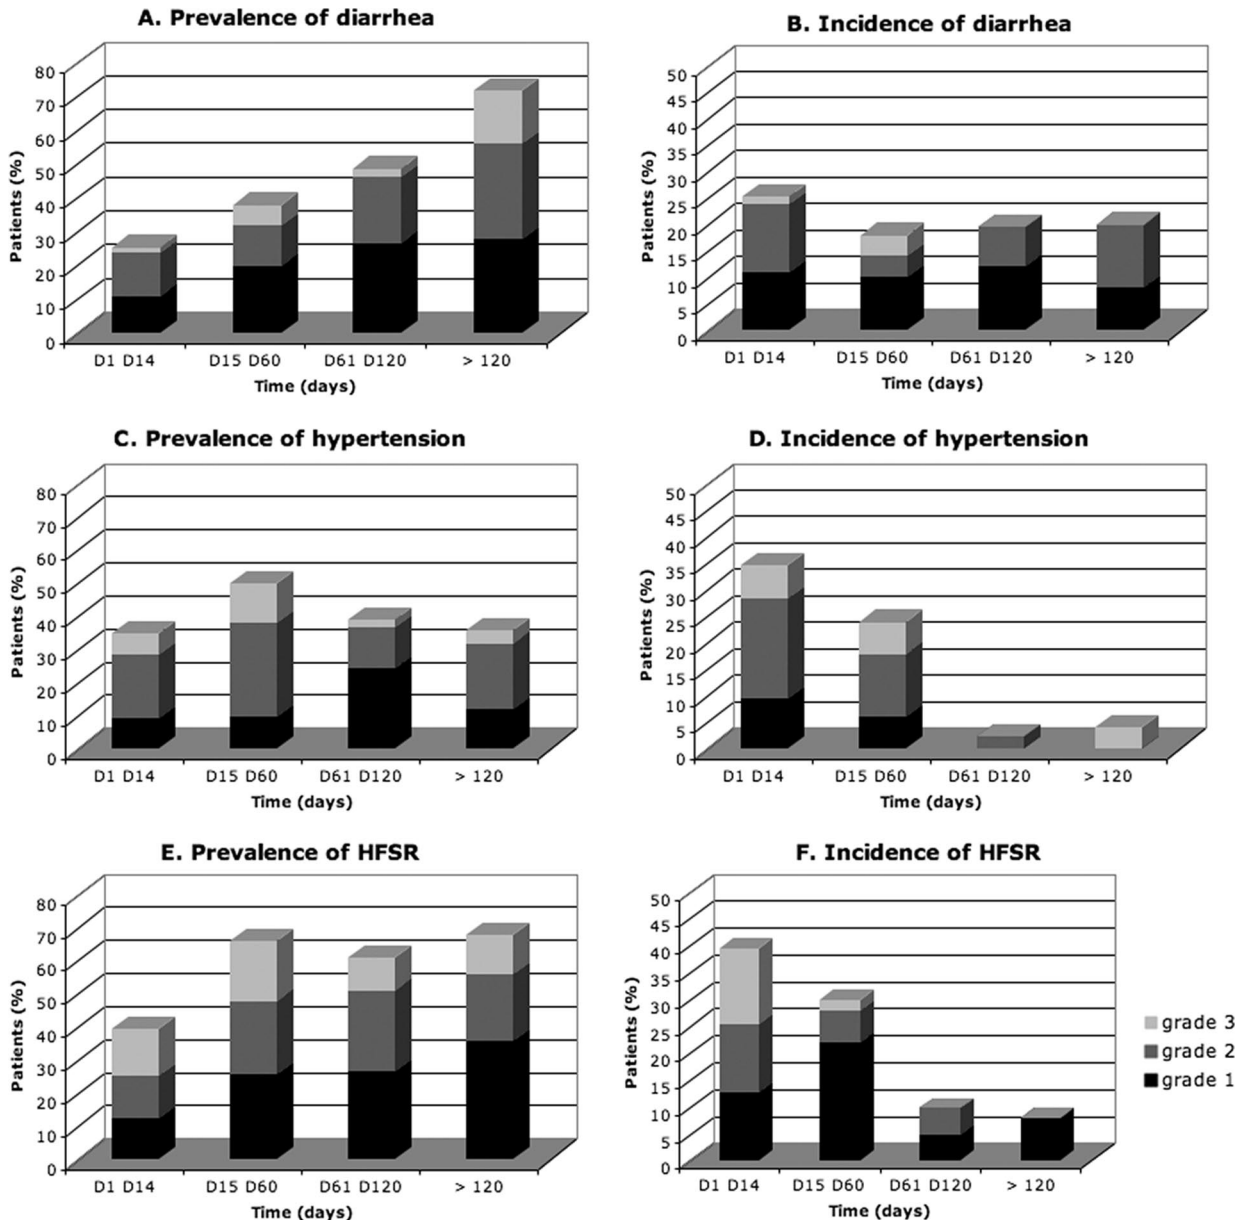 A. Prevalence of diarrhea
80
70
60
50
40
30
20
10
0
Patients (%)
D1 D14 D15 D60 D61 D120 > 120
Time (days)
B. Incidence of diarrhea
50
45
40
35
30
25
20
15
10
5
0
Patients (%)
D1 D14 D15 D60 D61 D120 > 120
Time (days)
C. Prevalence of hypertension
80
70
60
50
40
30
20
10
0
Patients (%)
D1 D14 D15 D60 D61 D120 > 120
Time (days)
D. Incidence of hypertension
50
45
40
35
30
25
20
15
10
5
0
Patients (%)
D1 D14 D15 D60 D61 D120 > 120
Time (days)
E. Prevalence of HFSR
80
70
60
50
40
30
20
10
0
Patients (%)
D1 D14 D15 D60 D61 D120 > 120
Time (days)
F. Incidence of HFSR
50
45
40
35
30
25
20
15
10
5
0
Patients (%)
D1 D14 D15 D60 D61 D120 > 120
Time (days)
grade 3
grade 2
grade 1